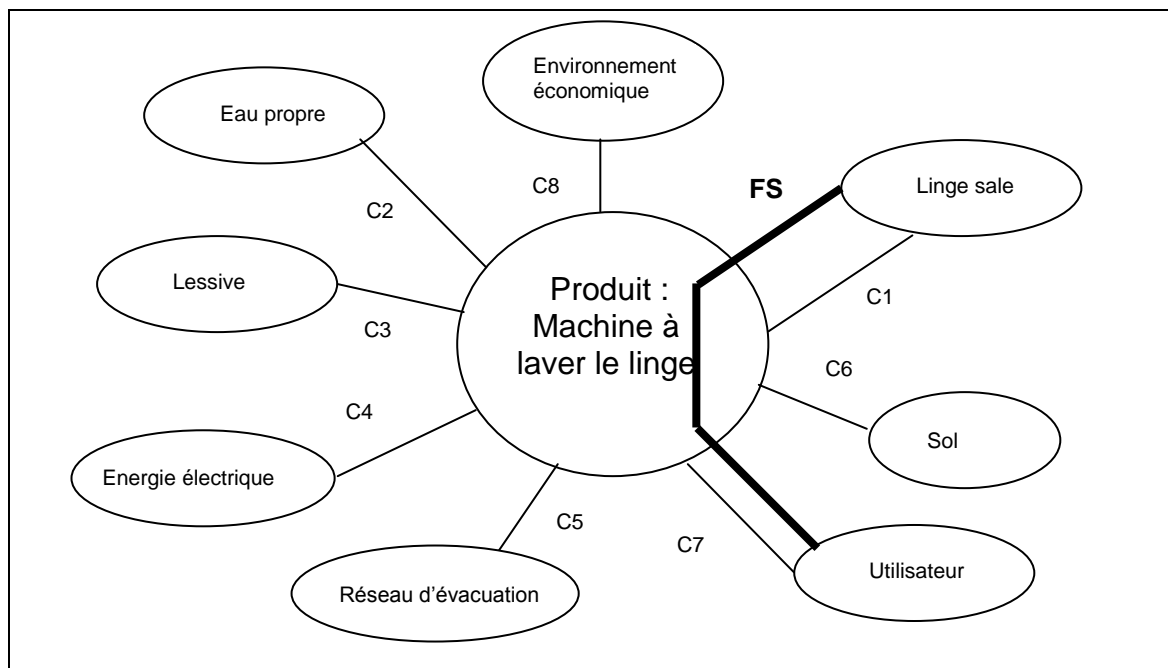 Environnement
économique
Eau propre
C8
FS
Linge sale
C2
Lessive
Produit :
Machine à
laver le linge
C1
C3
C6
C4
Sol
Energie électrique
C5
C7
Utilisateur
Réseau d’évacuation